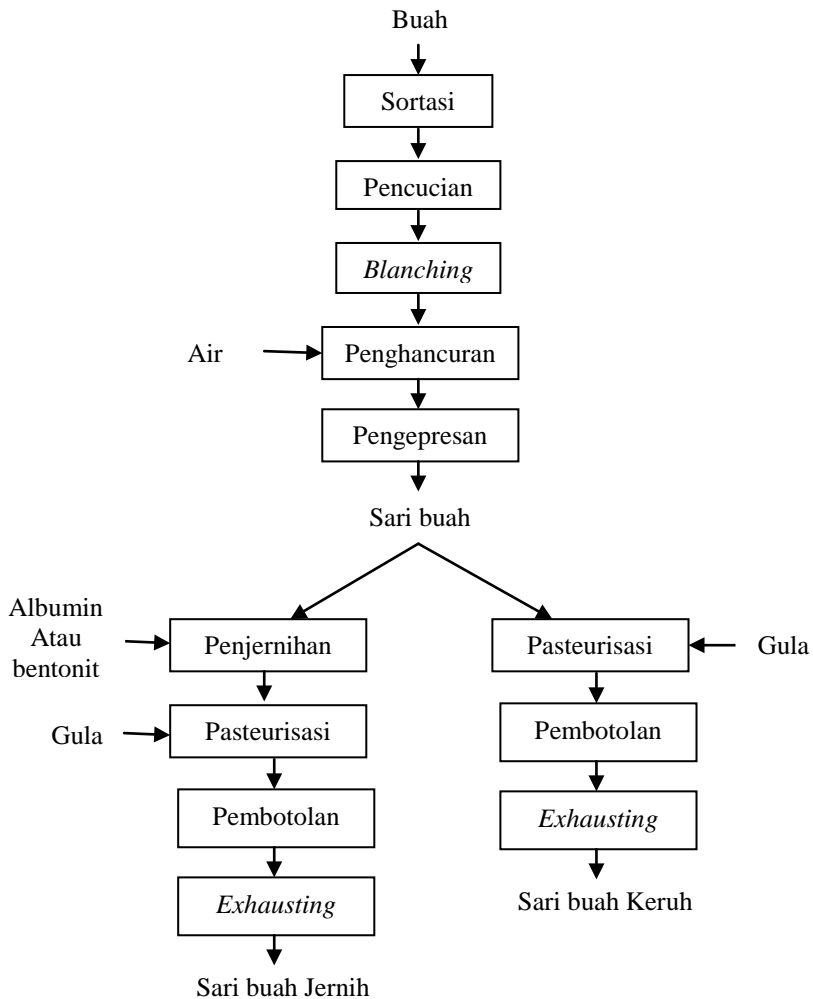 Buah
Sortasi
Pencucian
Blanching
Air
Penghancuran
Pengepresan
Sari buah
Albumin
Atau
bentonit
Penjernihan
Gula
Pasteurisasi
Pembotolan
Exhausting
Sari buah Jernih
Pasteurisasi
Gula
Pembotolan
Exhausting
Sari buah Keruh